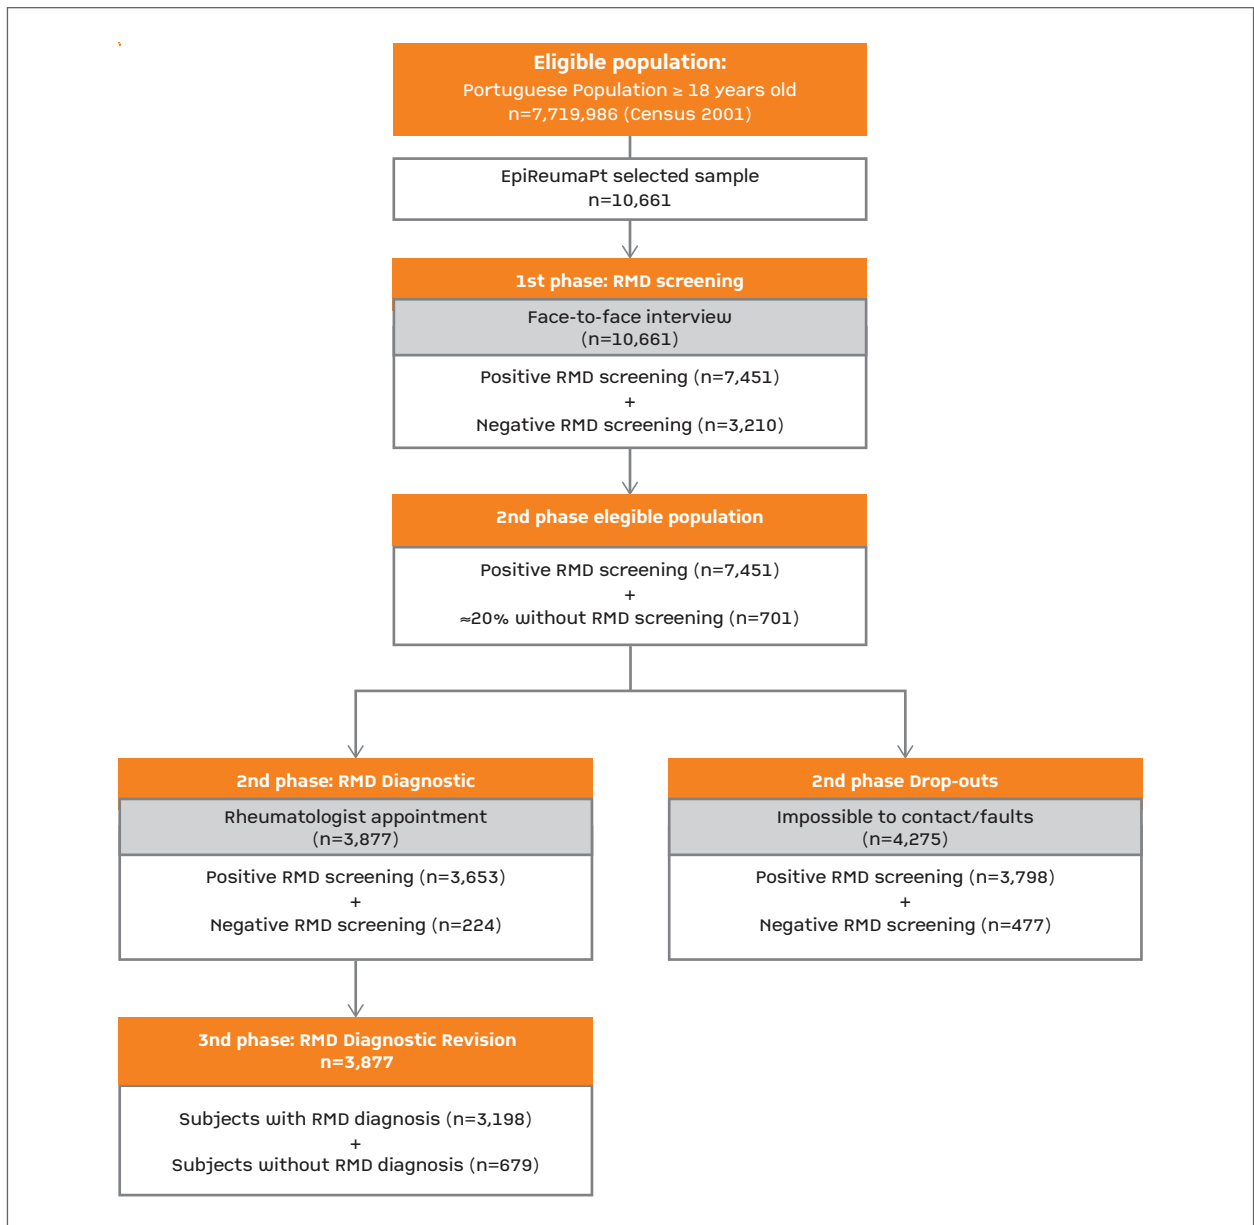 Eligible population:
Portuguese Population ≥ 18 years old
n=7,719,986 (Census 2001)
EpiReumaPt selected sample
n=10,661
1st phase: RMD screening
Face-to-face interview
(n=10,661)
Positive RMD screening (n=7,451)
+
Negative RMD screening (n=3,210)
2nd phase elegible population
Positive RMD screening (n=7,451)
+
≈20% without RMD screening (n=701)
2nd phase: RMD Diagnostic
Rheumatologist appointment
(n=3,877)
Positive RMD screening (n=3,653)
+
Negative RMD screening (n=224)
2nd phase Drop-outs
Impossible to contact/faults
(n=4,275)
Positive RMD screening (n=3,798)
+
Negative RMD screening (n=477)
3nd phase: RMD Diagnostic Revision
n=3,877
Subjects with RMD diagnosis (n=3,198)
+
Subjects without RMD diagnosis (n=679)